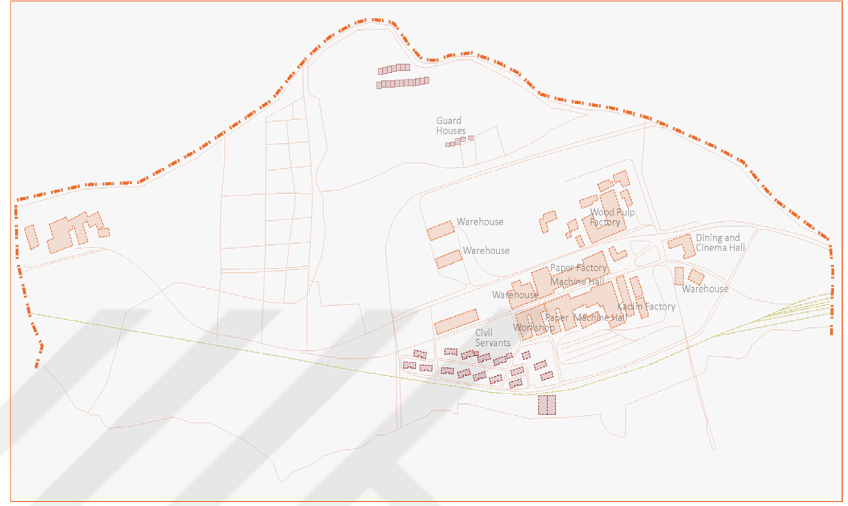 Guard
Houses
Warehouse
Wood Pulp
Factory
Warehouse
Dining and
Cinema Hall
Paper Factory
Machine Hall
Warehouse
Warehouse
Kaolin Factory
Paper Machine Hall
Workshop
Civil
Servants